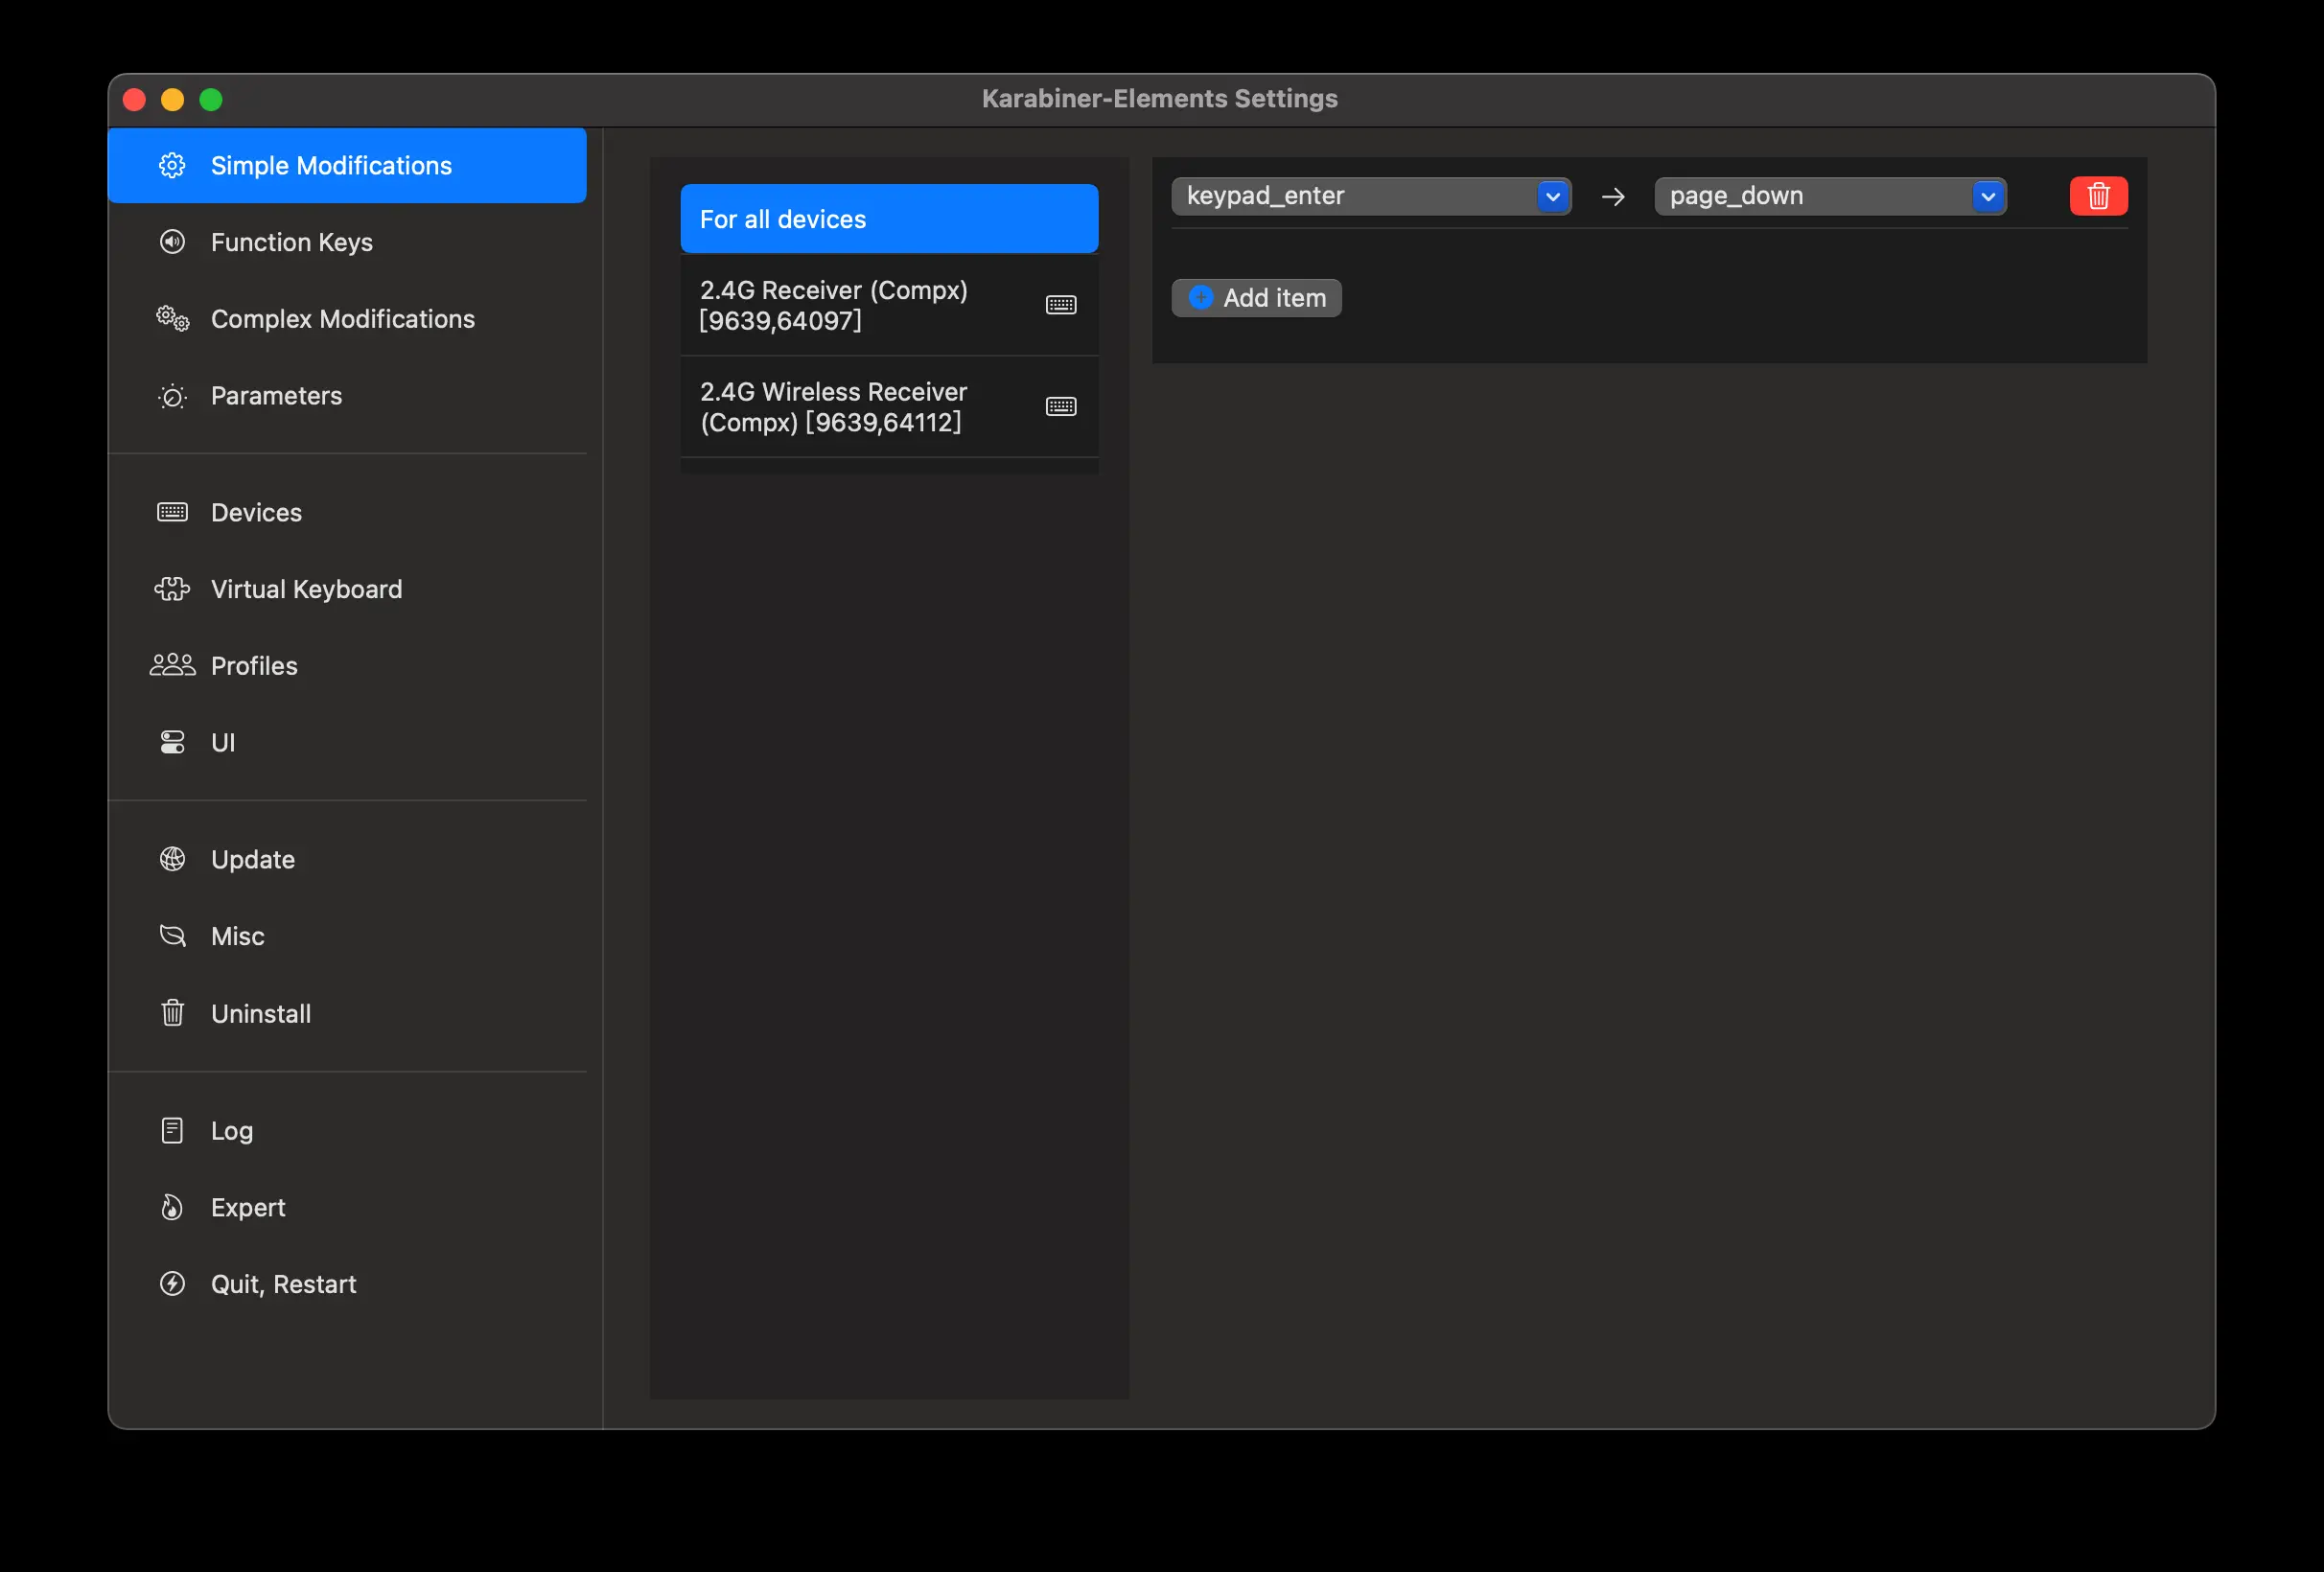 Karabiner-Elements Settings
Simple Modifications
Function Keys
Complex Modifications
Parameters
Devices
Virtual Keyboard
Profiles
UI
Update
Misc
Uninstall
Log
Expert
Quit, Restart
For all devices
2.4G Receiver (Compx)
[9639,64097]
2.4G Wireless Receiver
(Compx) [9639,64112]
keypad_enter → page_down
Add item